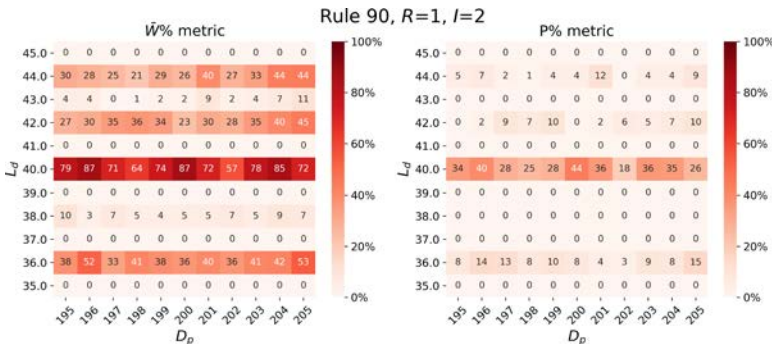 Rule 90, R=1, I=2
W̄% metric
45.0 0 0 0 0 0 0 0 0 0 0 0
44.0 30 28 25 21 29 26 40 27 33 44 44
43.0 4 4 0 1 2 2 9 2 4 7 11
42.0 27 30 35 36 34 23 30 28 35 40 45
41.0 0 0 0 0 0 0 0 0 0 0 0
40.0 79 87 71 64 74 87 72 57 78 85 72
39.0 0 0 0 0 0 0 0 0 0 0 0
38.0 10 3 7 5 4 5 5 7 5 9 7
37.0 0 0 0 0 0 0 0 0 0 0 0
36.0 38 52 33 41 38 36 40 36 41 42 53
35.0 0 0 0 0 0 0 0 0 0 0 0
L_d
195 196 197 198 199 200 201 202 203 204 205
D_p
100%
80%
60%
40%
20%
0%
P% metric
45.0 0 0 0 0 0 0 0 0 0 0 0
44.0 5 7 2 1 4 4 12 0 4 4 9
43.0 0 0 0 0 0 0 0 0 0 0 0
42.0 0 2 9 7 10 0 2 6 5 7 10
41.0 0 0 0 0 0 0 0 0 0 0 0
40.0 34 40 28 25 28 44 36 18 36 35 26
39.0 0 0 0 0 0 0 0 0 0 0 0
38.0 0 0 0 0 0 0 0 0 0 0 0
37.0 0 0 0 0 0 0 0 0 0 0 0
36.0 8 14 13 8 10 8 4 3 9 8 15
35.0 0 0 0 0 0 0 0 0 0 0 0
L_d
195 196 197 198 199 200 201 202 203 204 205
D_p
100%
80%
60%
40%
20%
0%